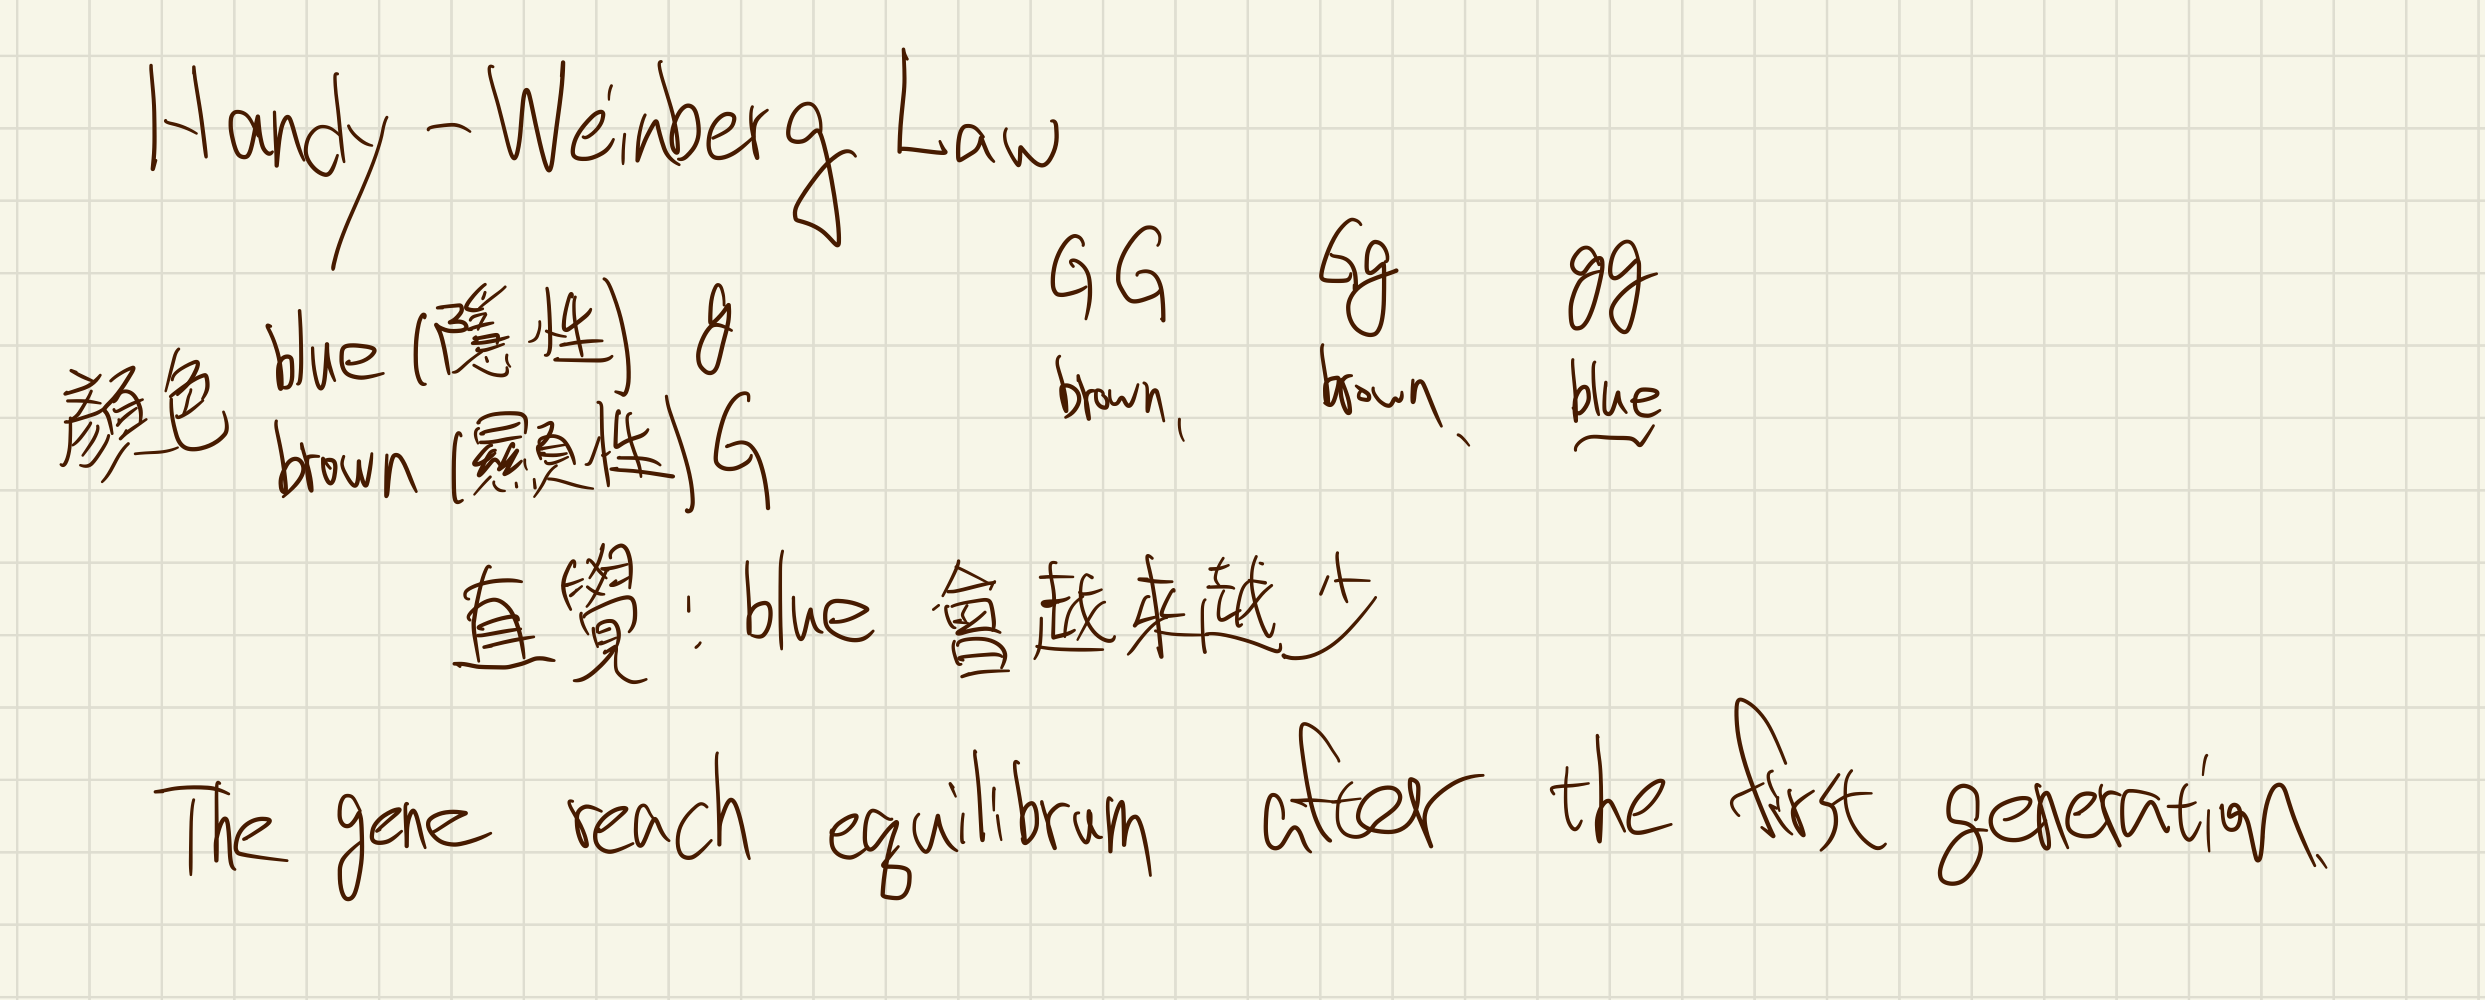 Handy-Weinberg Law
GG Gg gg
brown, brown, blue
顏色
blue (隱性) g
brown (顯性) G
直覺: blue 會越來越少
The gene reach equilibrum after the first generation.